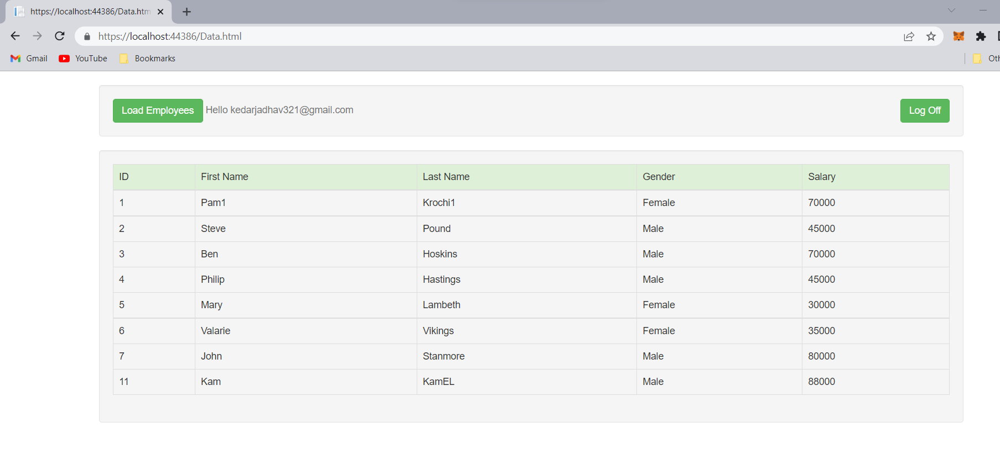 https://localhost:44386/Data.htm
https://localhost:44386/Data.html
Gmail YouTube Bookmarks
Load Employees Hello kedarjadhav321@gmail.com Log Off
ID First Name Last Name Gender Salary
1 Pam1 Krochi1 Female 70000
2 Steve Pound Male 45000
3 Ben Hoskins Male 70000
4 Philip Hastings Male 45000
5 Mary Lambeth Female 30000
6 Valarie Vikings Female 35000
7 John Stanmore Male 80000
11 Kam KamEL Male 88000